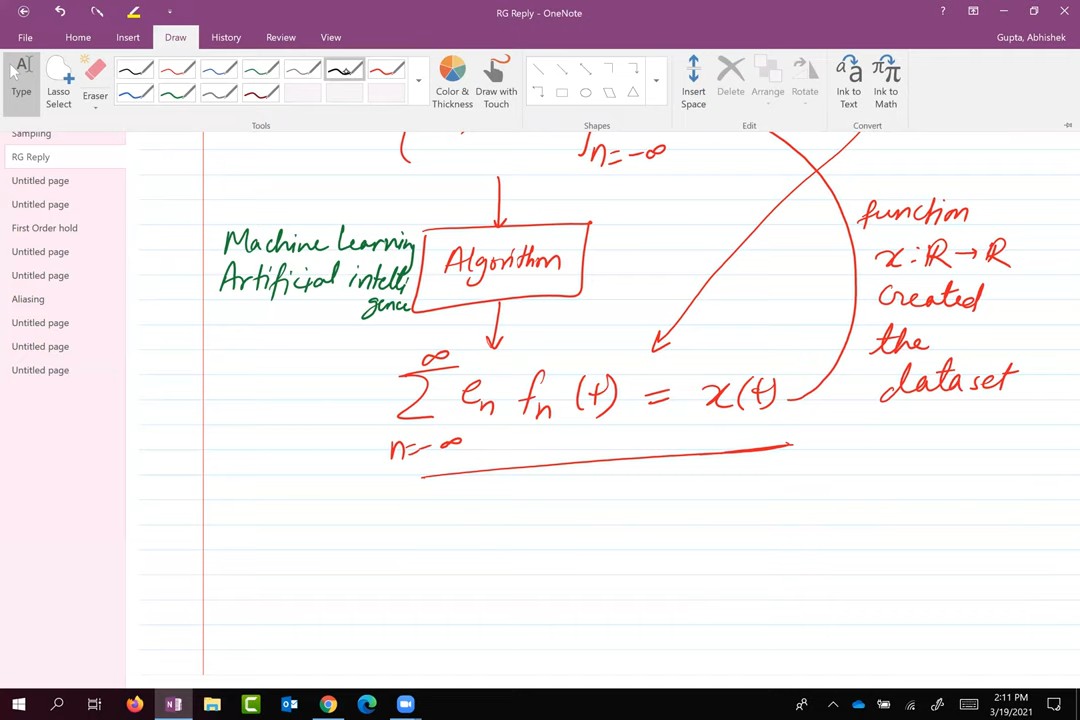 RG Reply - OneNote
?
File Home Insert Draw History Review View
Gupta, Abhishek
Type
Lasso Select
Eraser
Color & Thickness
Draw with Touch
Insert Space
Delete
Arrange
Rotate
Ink to Text
Ink to Math
Tools
Shapes
Edit
Convert
Sampling
RG Reply
Untitled page
Untitled page
First Order hold
Untitled page
Untitled page
Aliasing
Untitled page
Untitled page
Untitled page
n=-∞
Machine Learning
Artificial intelli
gence
Algorithm
function
x: ℝ → ℝ
created
the
dataset
∞
∑ en fn (t) = x(t)
n=-∞
2:11 PM
3/19/2021